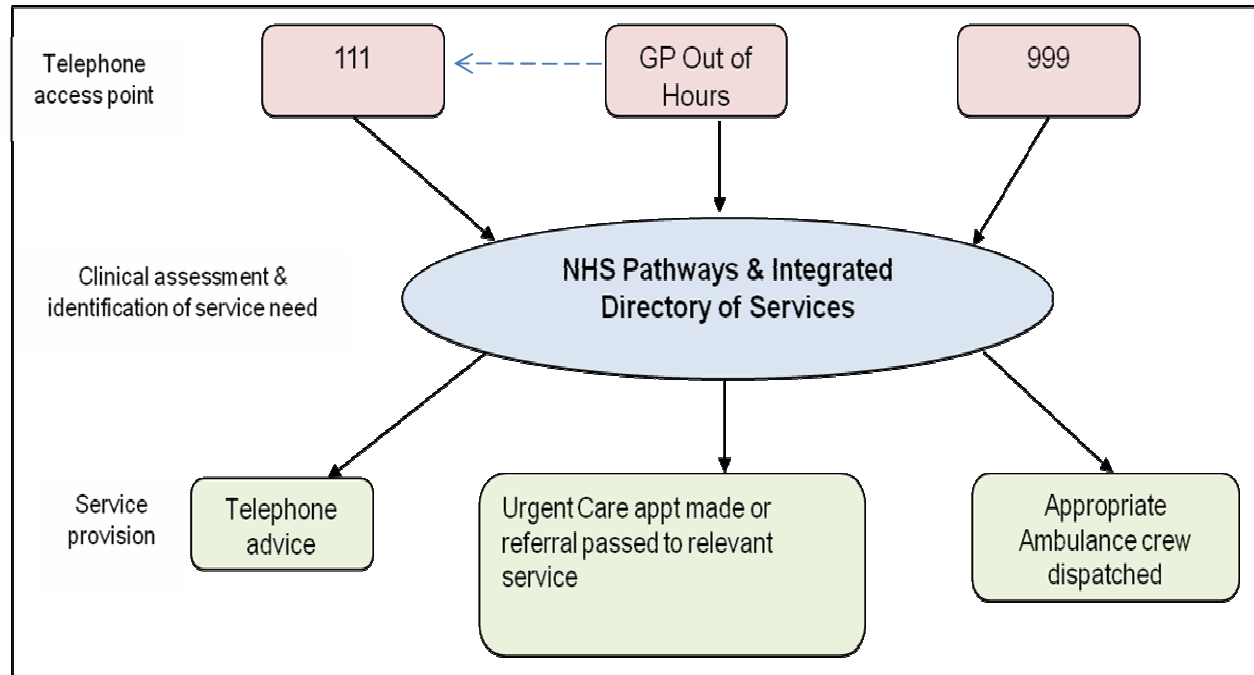 Telephone
access point
111
GP Out of
Hours
999
Clinical assessment &
identification of service need
NHS Pathways & Integrated
Directory of Services
Service
provision
Telephone
advice
Urgent Care appt made or
referral passed to relevant
service
Appropriate
Ambulance crew
dispatched